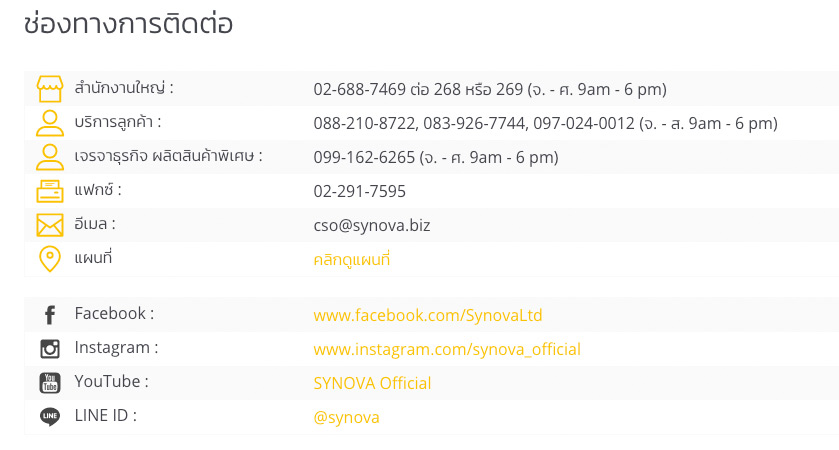 ช่องทางการติดต่อ
สำนักงานใหญ่ : 02-688-7469 ต่อ 268 หรือ 269 (จ. - ศ. 9am - 6 pm)
บริการลูกค้า : 088-210-8722, 083-926-7744, 097-024-0012 (จ. - ส. 9am - 6 pm)
เจรจาธุรกิจ ผลิตสินค้าพิเศษ : 099-162-6265 (จ. - ศ. 9am - 6 pm)
แฟกซ์ : 02-291-7595
อีเมล : cso@synova.biz
แผนที่ คลิกดูแผนที่
Facebook : www.facebook.com/SynovaLtd
Instagram : www.instagram.com/synova_official
You Tube YouTube : SYNOVA Official
LINE LINE ID : @synova